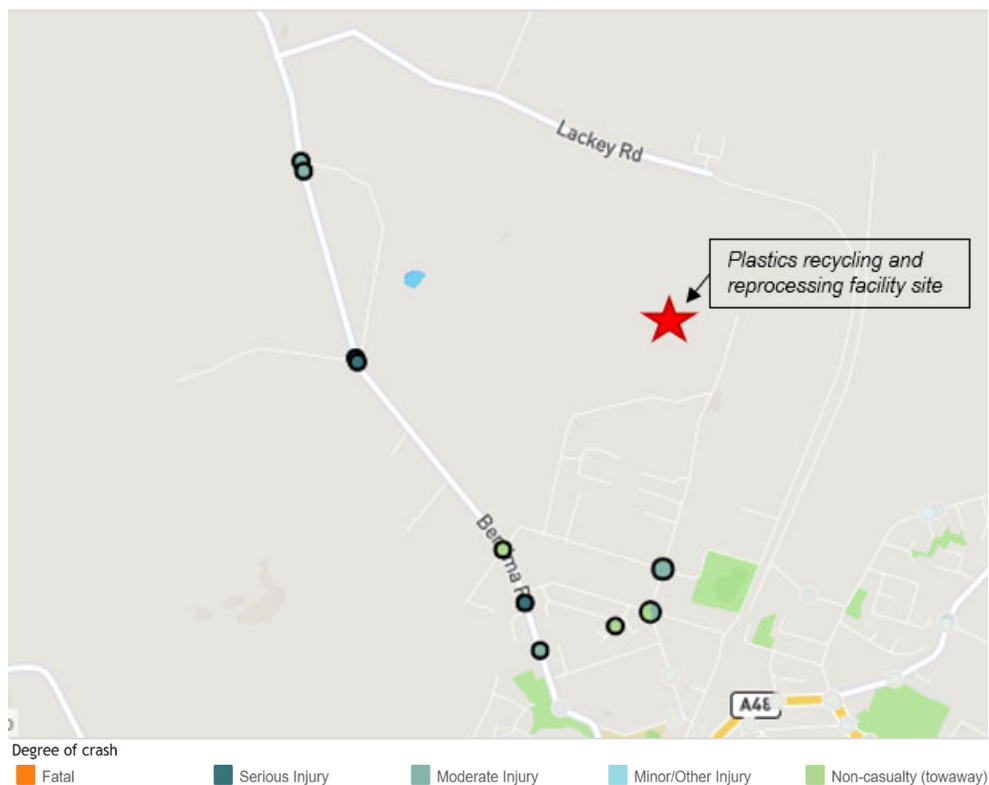 Lackey Rd
Plastics recycling and
reprocessing facility site
A48
Degree of crash
Fatal
Serious Injury
Moderate Injury
Minor/Other Injury
Non-casualty (towaway)